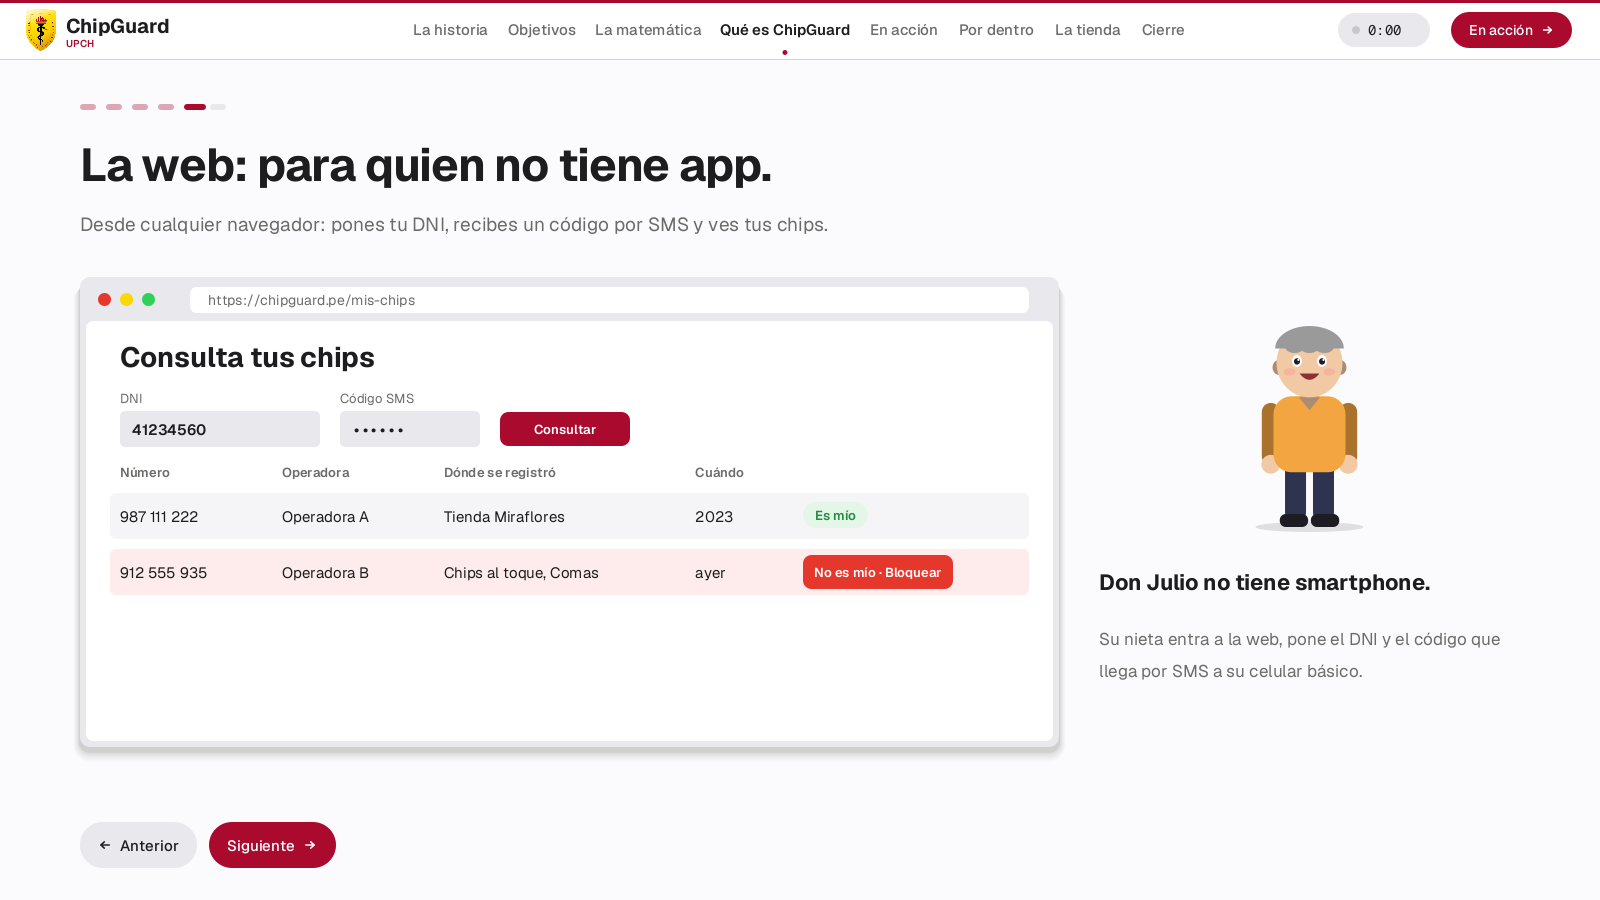 ChipGuard
UPCH
La historia
Objetivos
La matemática
Qué es ChipGuard
En acción
Por dentro
La tienda
Cierre
0:00
En acción →
La web: para quien no tiene app.
Desde cualquier navegador: pones tu DNI, recibes un código por SMS y ves tus chips.
https://chipguard.pe/mis-chips
Consulta tus chips
DNI
Código SMS
41234560
••••••
Consultar
Número Operadora Dónde se registró Cuándo
987 111 222 Operadora A Tienda Miraflores 2023 Es mío
912 555 935 Operadora B Chips al toque, Comas ayer No es mío · Bloquear
Don Julio no tiene smartphone.
Su nieta entra a la web, pone el DNI y el código que
llega por SMS a su celular básico.
← Anterior
Siguiente →